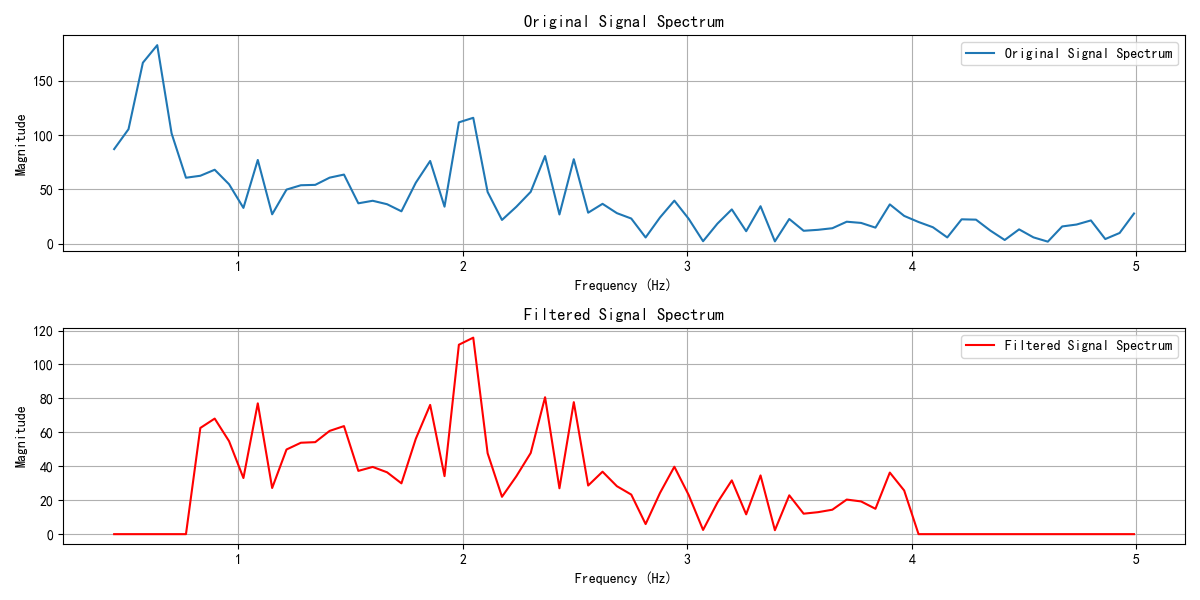 Original Signal Spectrum
Original Signal Spectrum
Magnitude
150
100
50
0
1 2 3 4 5
Frequency (Hz)
Filtered Signal Spectrum
Filtered Signal Spectrum
Magnitude
120
100
80
60
40
20
0
1 2 3 4 5
Frequency (Hz)